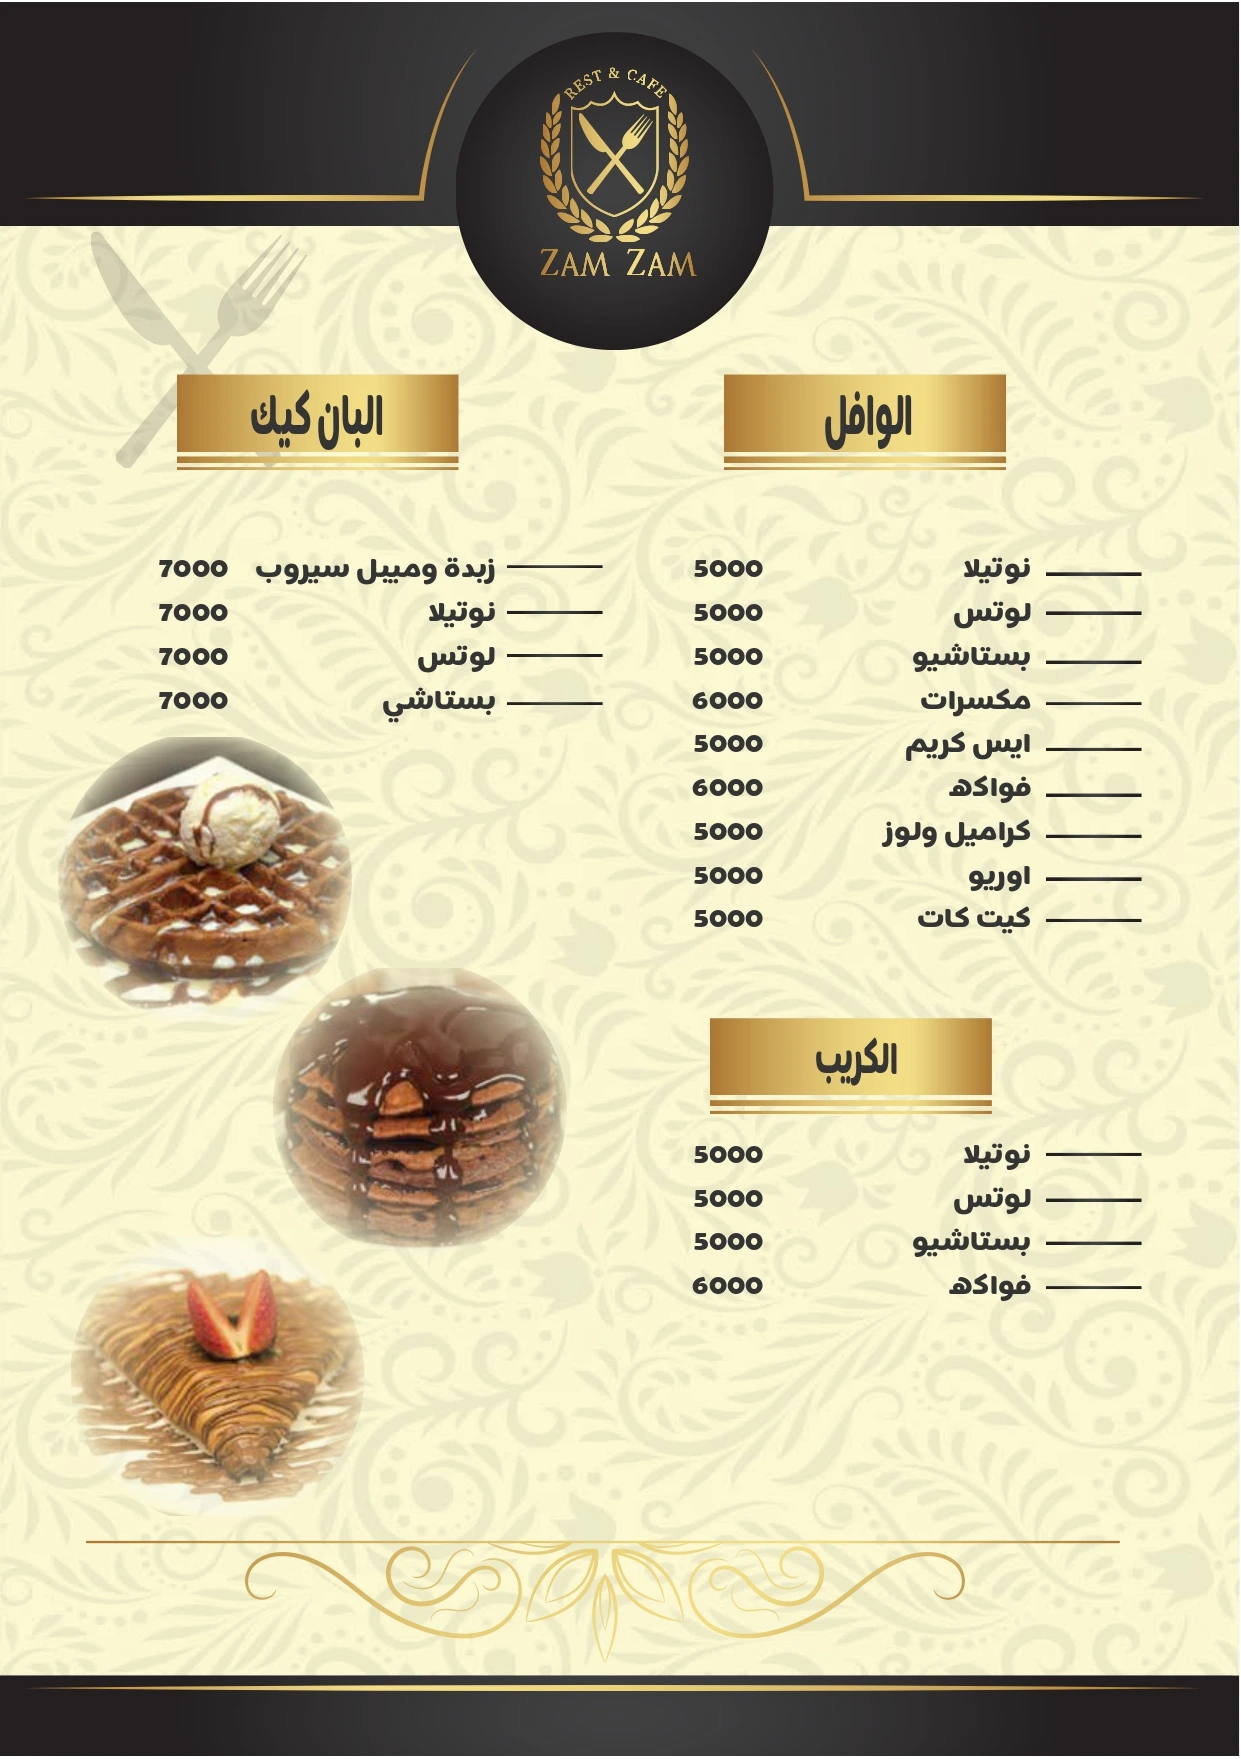 REST & CAFE
ZAM ZAM
الوافل
نوتيلا 5000
لوتس 5000
بستاشيو 5000
مكسرات 6000
ايس كريم 5000
فواكه 6000
كراميل ولوز 5000
اوريو 5000
كيت كات 5000
الكريب
نوتيلا 5000
لوتس 5000
بستاشيو 5000
فواكه 6000
البان كيك
زبدة ومييل سيروب 7000
نوتيلا 7000
لوتس 7000
بستاشي 7000